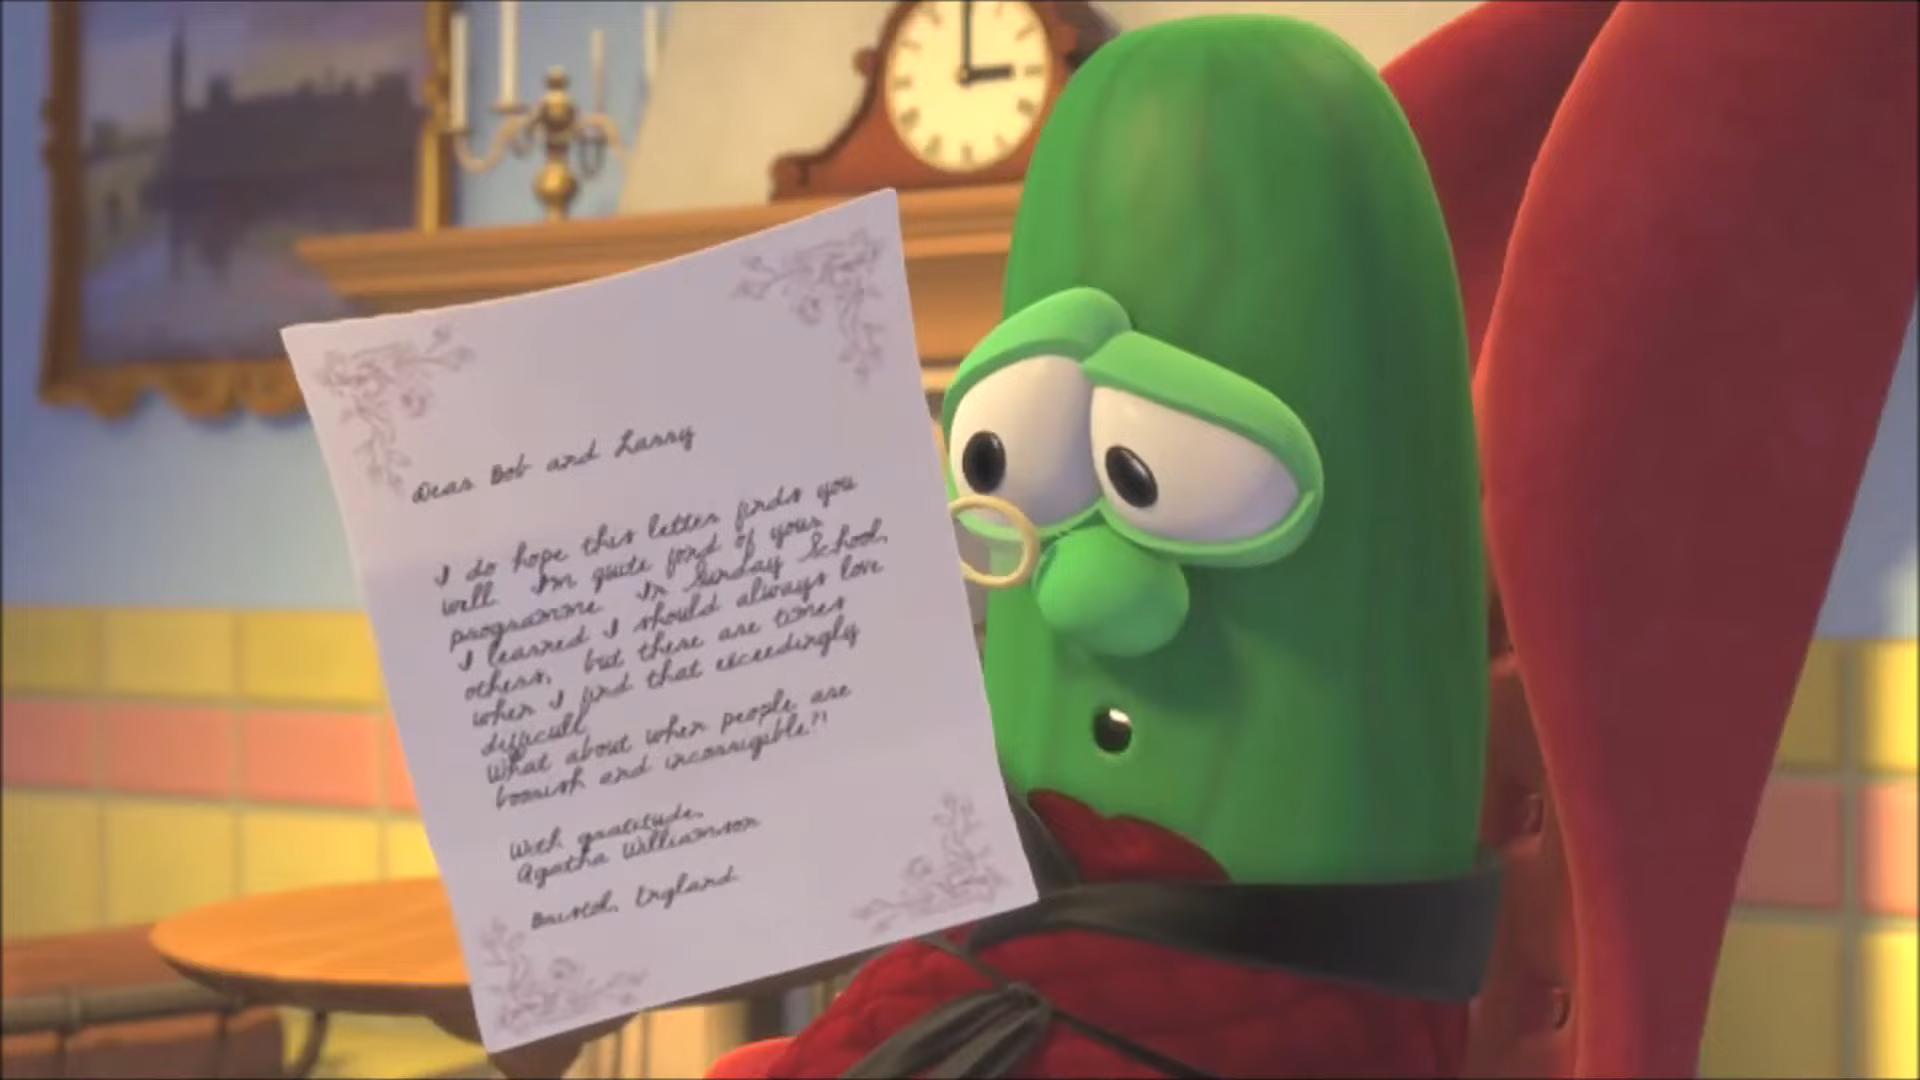 Dear Bob and Larry
I do hope this letter finds you
well. I'm quite fond of your
programme. In Sunday School,
I learned I should always love
others, but there are times
when I find that exceedingly
difficult.
What about when people are
boorish and incorrigible?!
With gratitude,
Agatha Williamson
Bristol, England.